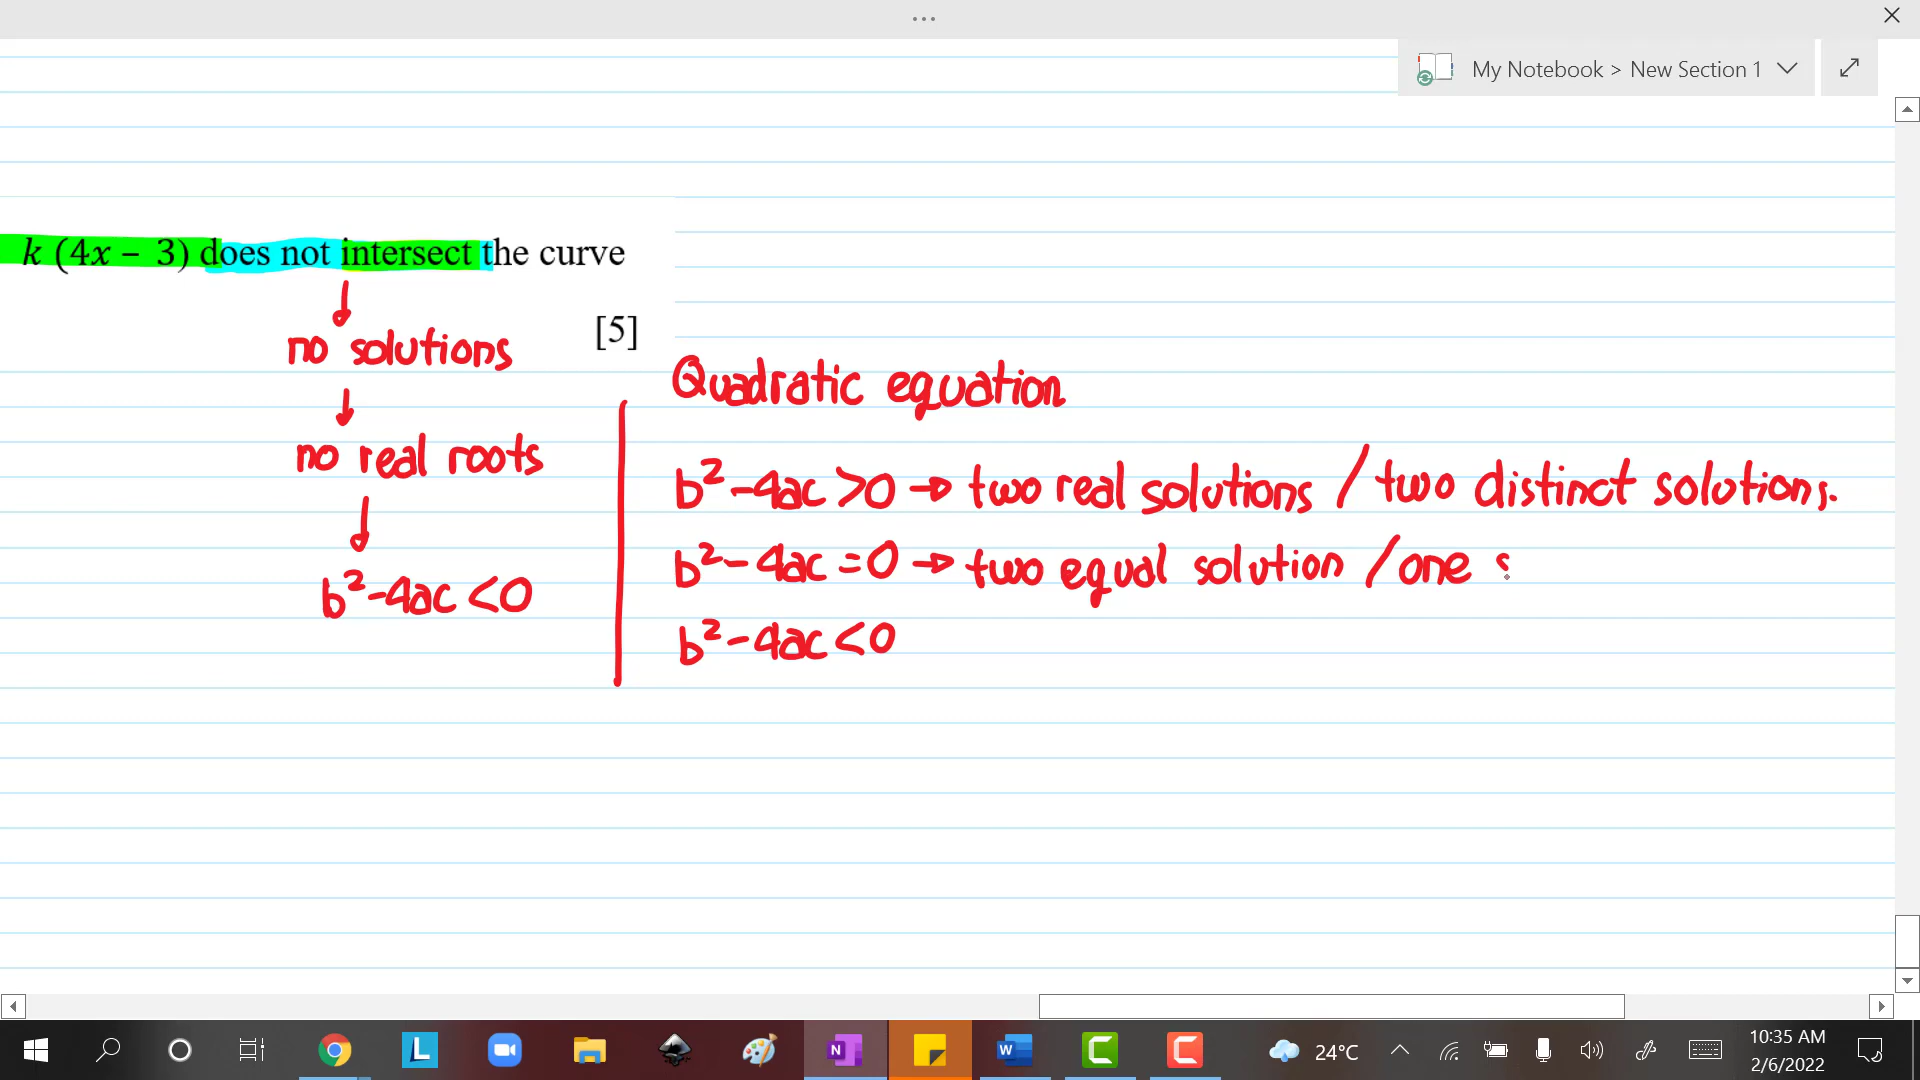 My Notebook > New Section 1
k (4x − 3) does not intersect the curve
[5]
no solutions
no real roots
b²-4ac <0
Quadratic equation
b²-4ac >0 → two real solutions / two distinct solutions.
b²-4ac =0 → two equal solution / one s
b²-4ac <0
24°C
10:35 AM
2/6/2022